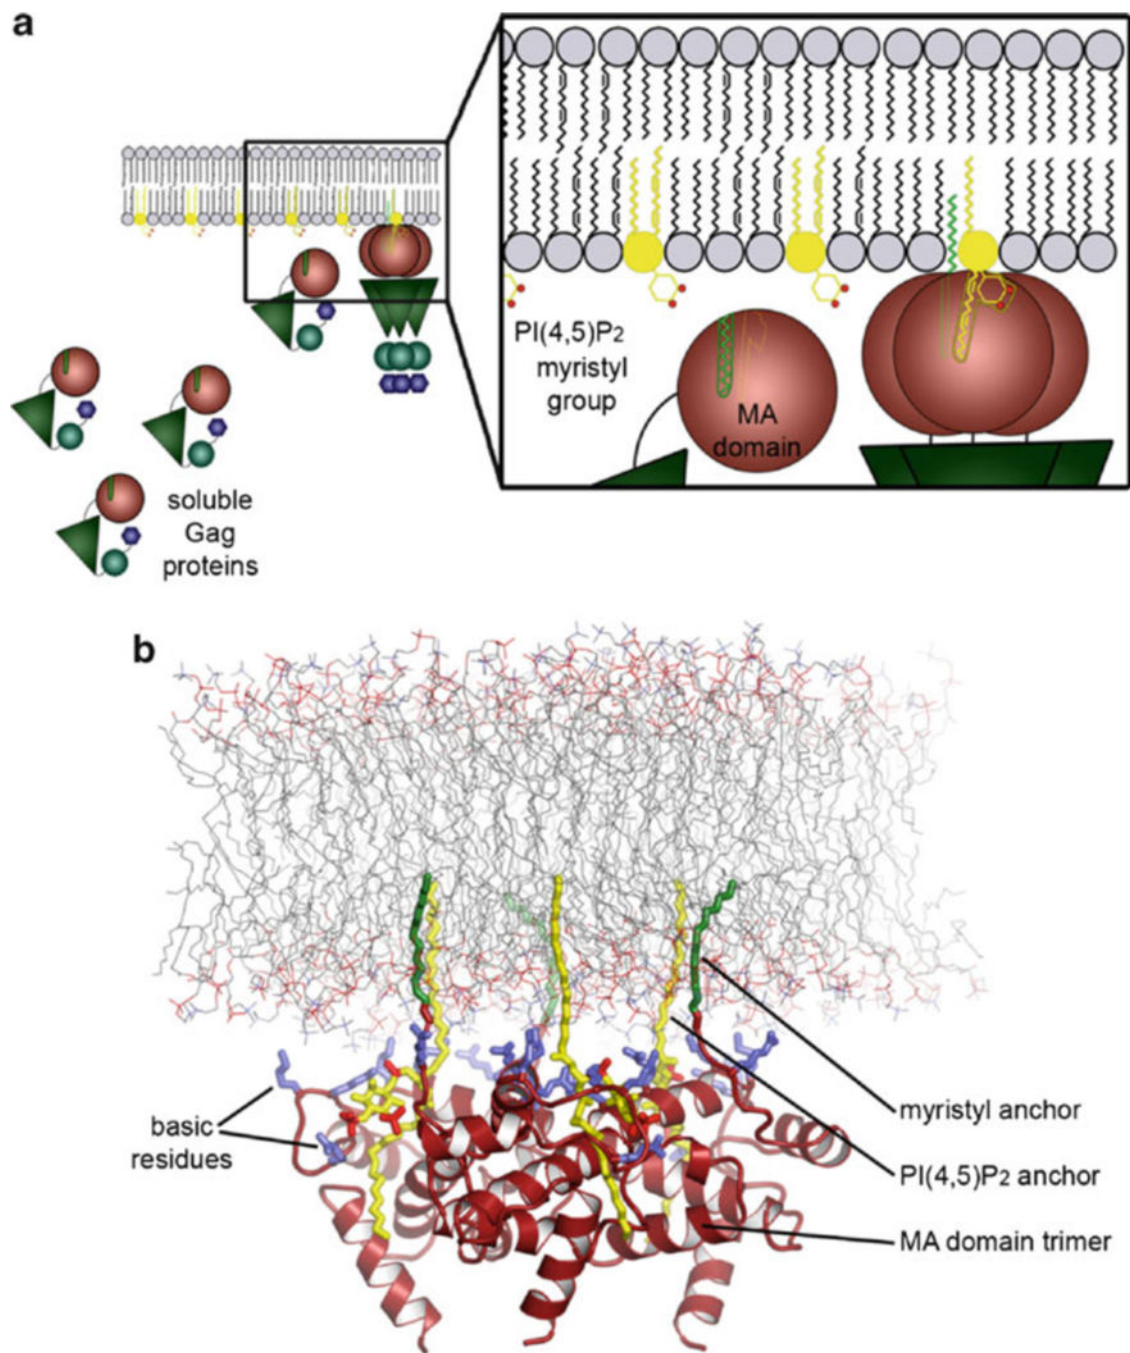 a
PI(4,5)P2
myristyl
group
MA
domain
soluble
Gag
proteins
b
basic
residues
myristyl anchor
PI(4,5)P2 anchor
MA domain trimer